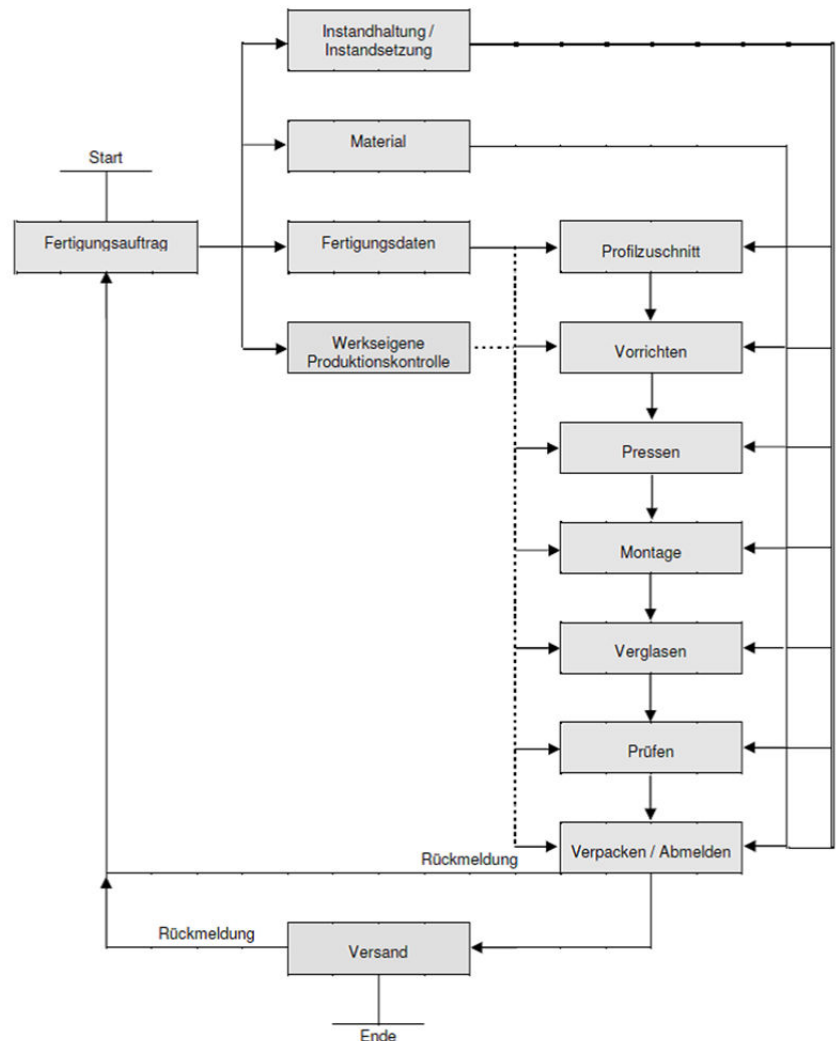 Instandhaltung /
Instandsetzung
Material
Start
Fertigungsauftrag
Fertigungsdaten
Profilzuschnitt
Werkseigene
Produktionskontrolle
Vorrichten
Pressen
Montage
Verglasen
Prüfen
Verpacken / Abmelden
Rückmeldung
Rückmeldung
Versand
Ende